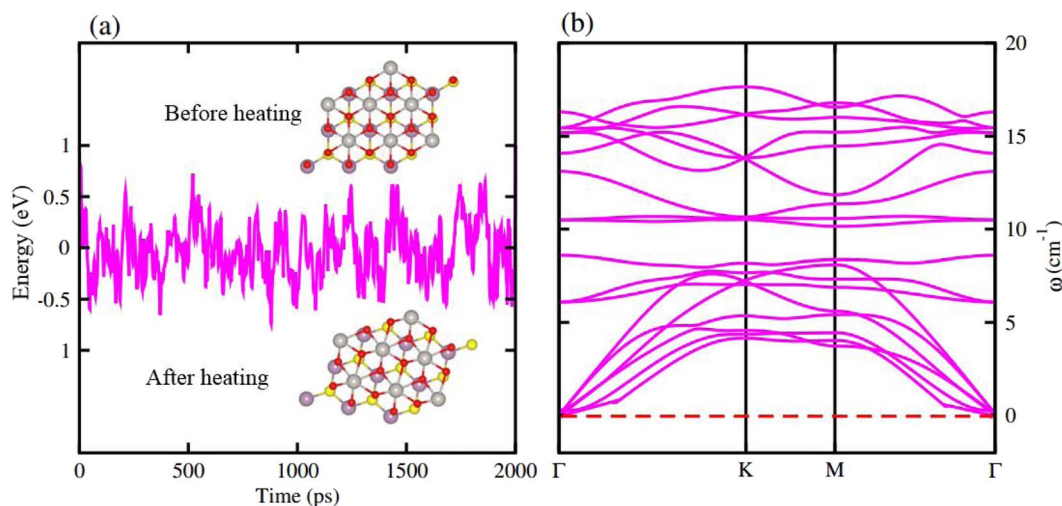 (a)
Before heating
1
0.5
0
-0.5
1
Energy (eV)
After heating
0
500
1000
1500
2000
Time (ps)
(b)
20
15
10
5
0
ω(cm-1)
Γ
K
M
Γ